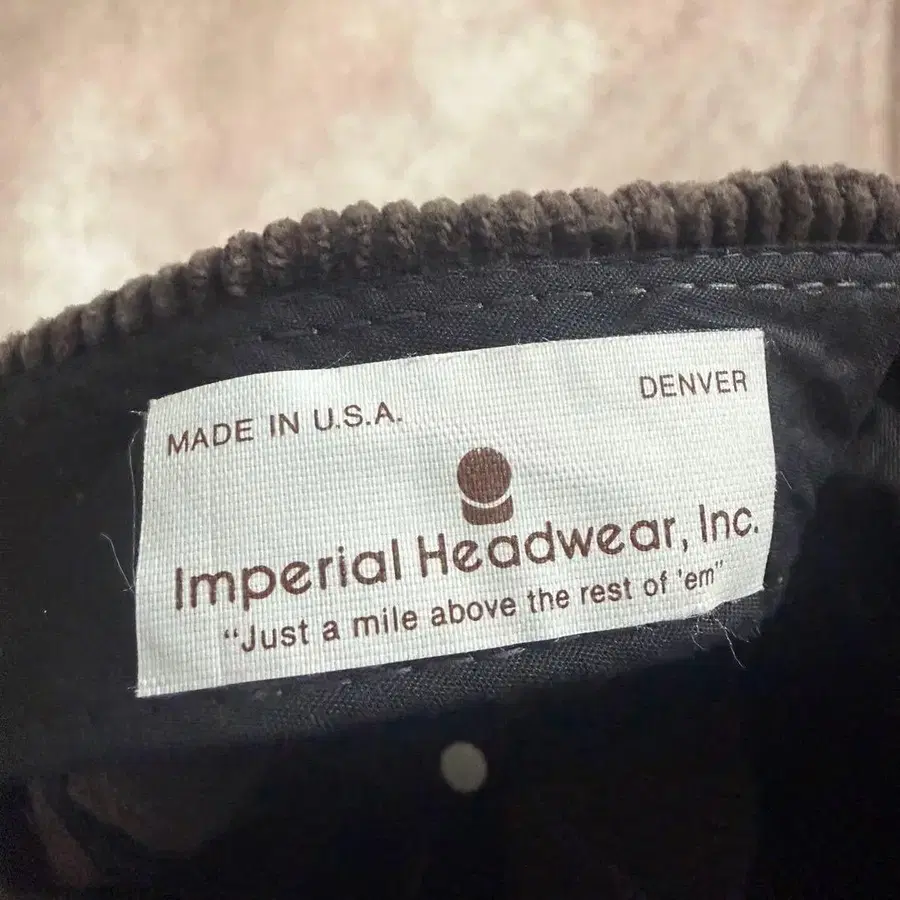 MADE IN U.S.A.
DENVER
Imperial Headwear, Inc.
“Just a mile above the rest of 'em”